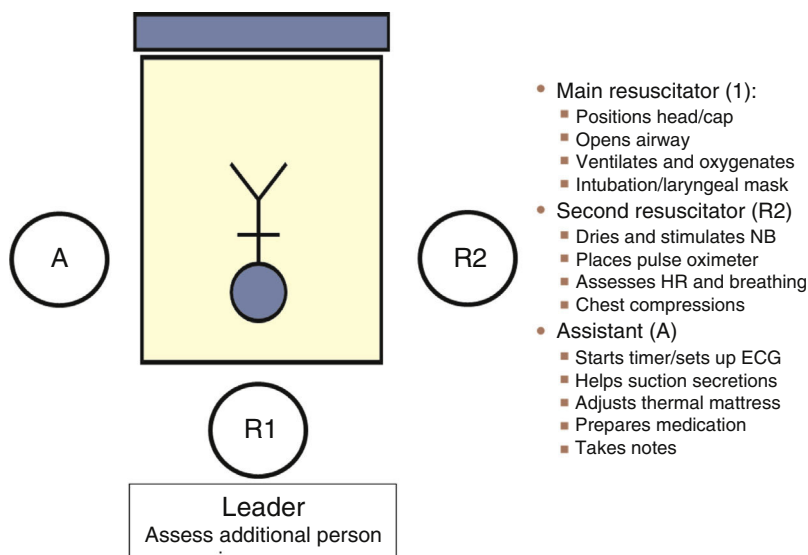 A
R2
R1
Leader
Assess additional person
• Main resuscitator (1):
▪ Positions head/cap
▪ Opens airway
▪ Ventilates and oxygenates
▪ Intubation/laryngeal mask
• Second resuscitator (R2)
▪ Dries and stimulates NB
▪ Places pulse oximeter
▪ Assesses HR and breathing
▪ Chest compressions
• Assistant (A)
▪ Starts timer/sets up ECG
▪ Helps suction secretions
▪ Adjusts thermal mattress
▪ Prepares medication
▪ Takes notes